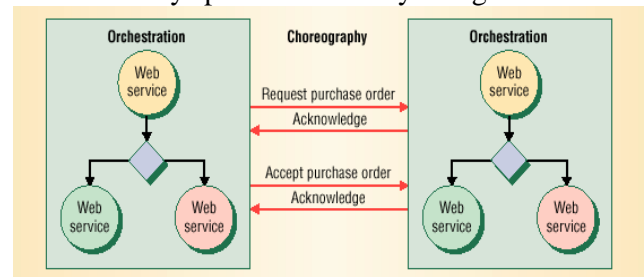 Orchestration
Choreography
Orchestration
Web
service
Request purchase order
Acknowledge
Web
service
Accept purchase order
Acknowledge
Web
service
Web
service
Web
service
Web
service